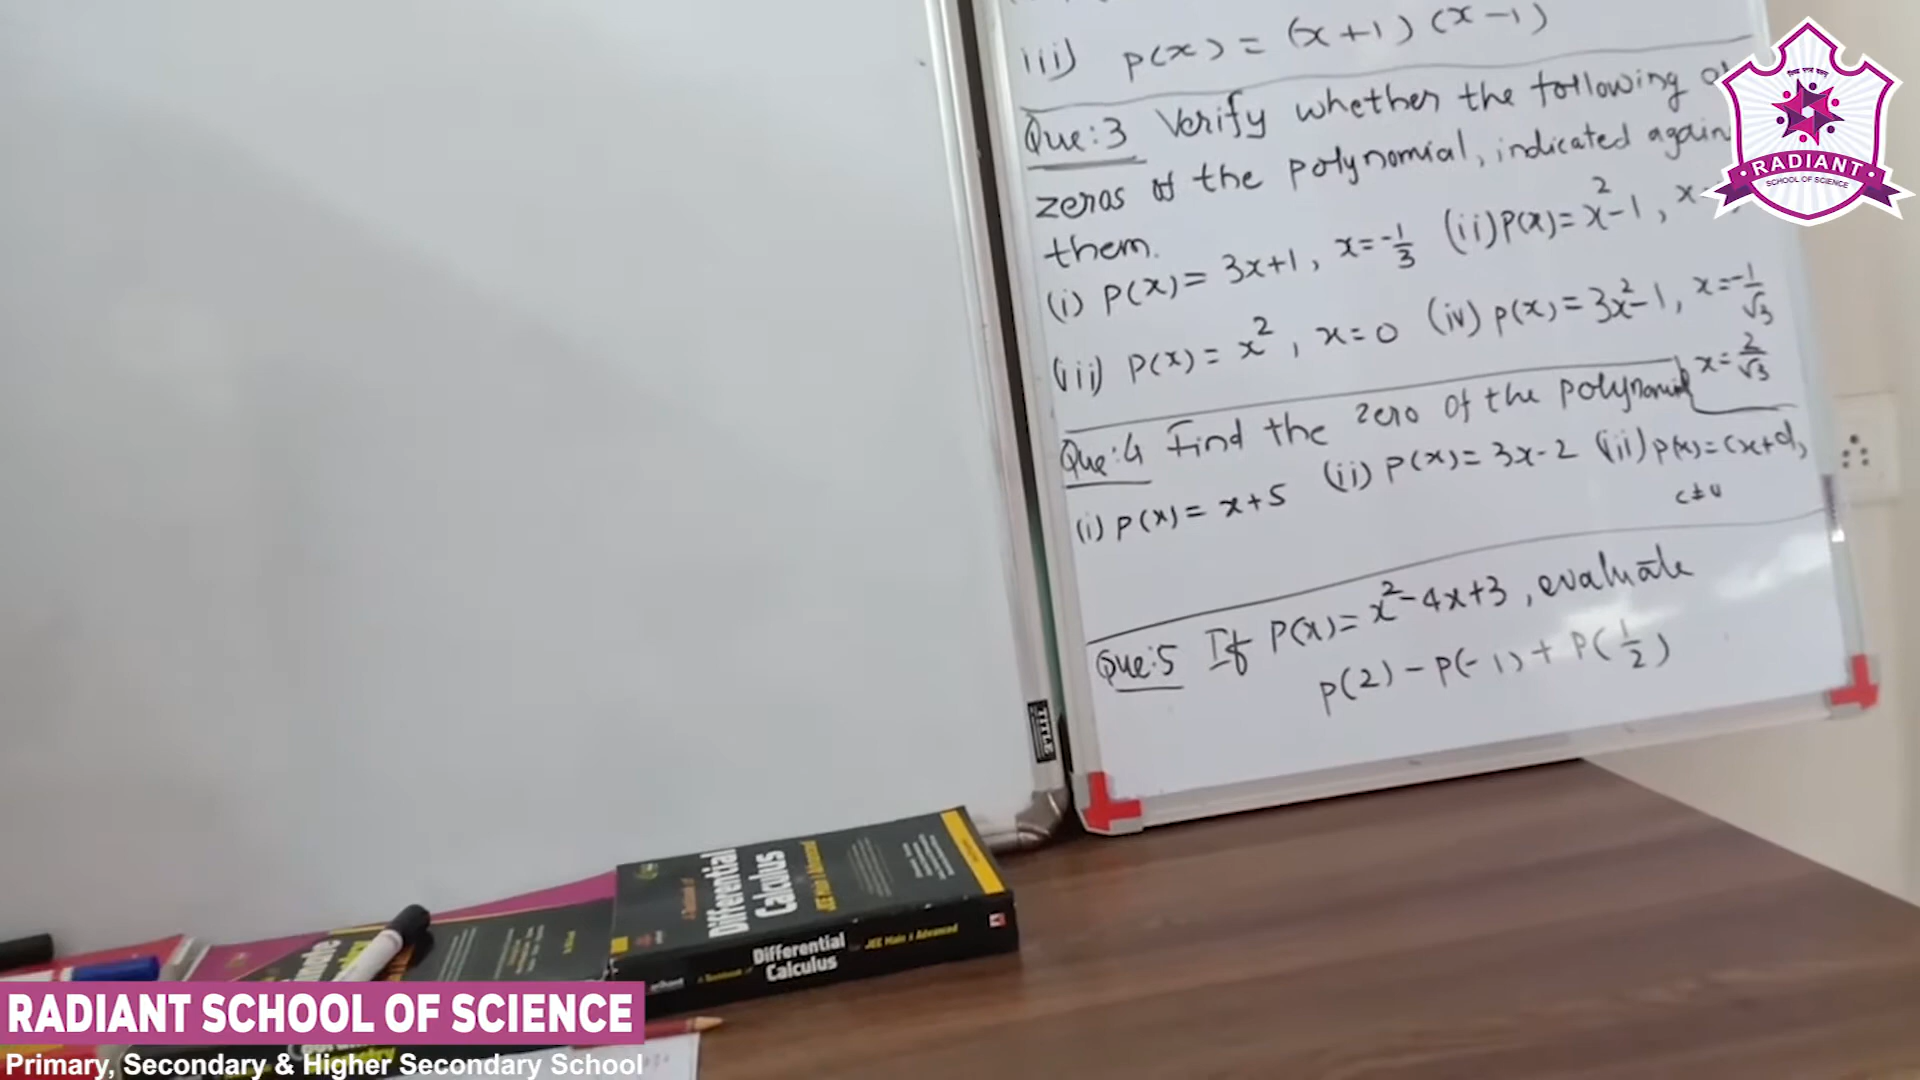 iii) P(x) = (x+1) (x-1)
Que:3 Verify whether the following
zeros of the polynomial, indicated
them.
(i) P(x) = 3x+1, x=-1/3 (ii) P(x)= x²-1, x
(iii) P(x) = x², x=0 (iv) P(x) = 3x²-1, x=-1/√3
x=2/√3
Que:4 Find the zero of the polynomial
(i) P(x) = x+5 (ii) P(x)= 3x-2 (iii) P(x)=cx+d,
c≠0
Que:5 If P(x)= x²-4x+3, evaluate
P(2) - P(-1) + P(1/2)
TITLE
RADIANT
SCHOOL OF SCIENCE
Differential
Calculus
JEE Main & Advanced
Differential
Calculus
JEE Main & Advanced
RADIANT SCHOOL OF SCIENCE
Primary, Secondary & Higher Secondary School